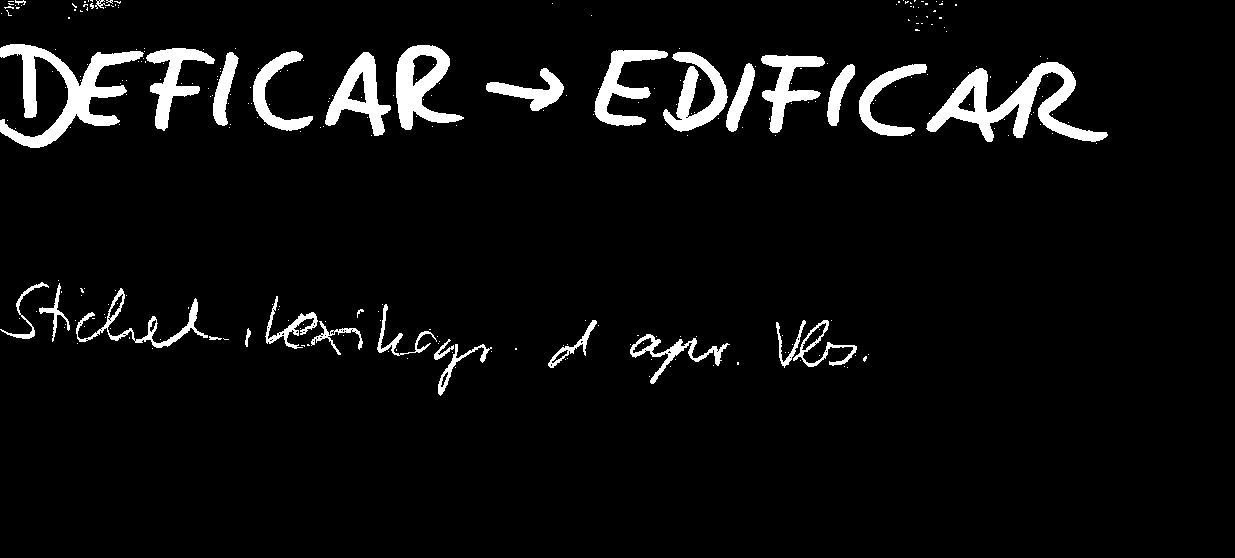 DEFICAR → EDIFICAR
Stichel, Lexikogr. d apr. Vbs.